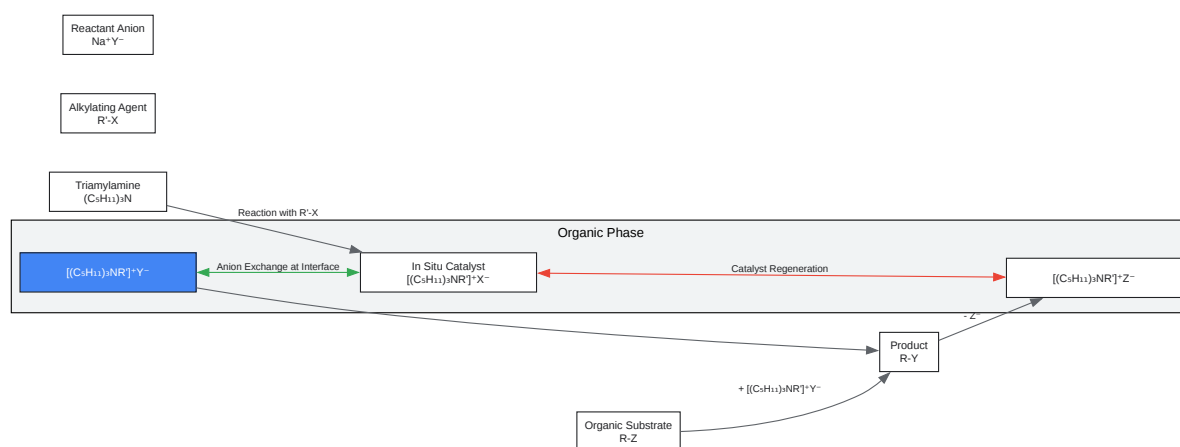 Reactant Anion
Na⁺Y⁻
Alkylating Agent
R'-X
Triamylamine
(C₅H₁₁)₃N
Reaction with R'-X
Organic Phase
[(C₅H₁₁)₃NR']⁺Y⁻
Anion Exchange at Interface
In Situ Catalyst
[(C₅H₁₁)₃NR']⁺X⁻
Catalyst Regeneration
[(C₅H₁₁)₃NR']⁺Z⁻
- Z⁻
Product
R-Y
+ [(C₅H₁₁)₃NR']⁺Y⁻
Organic Substrate
R-Z